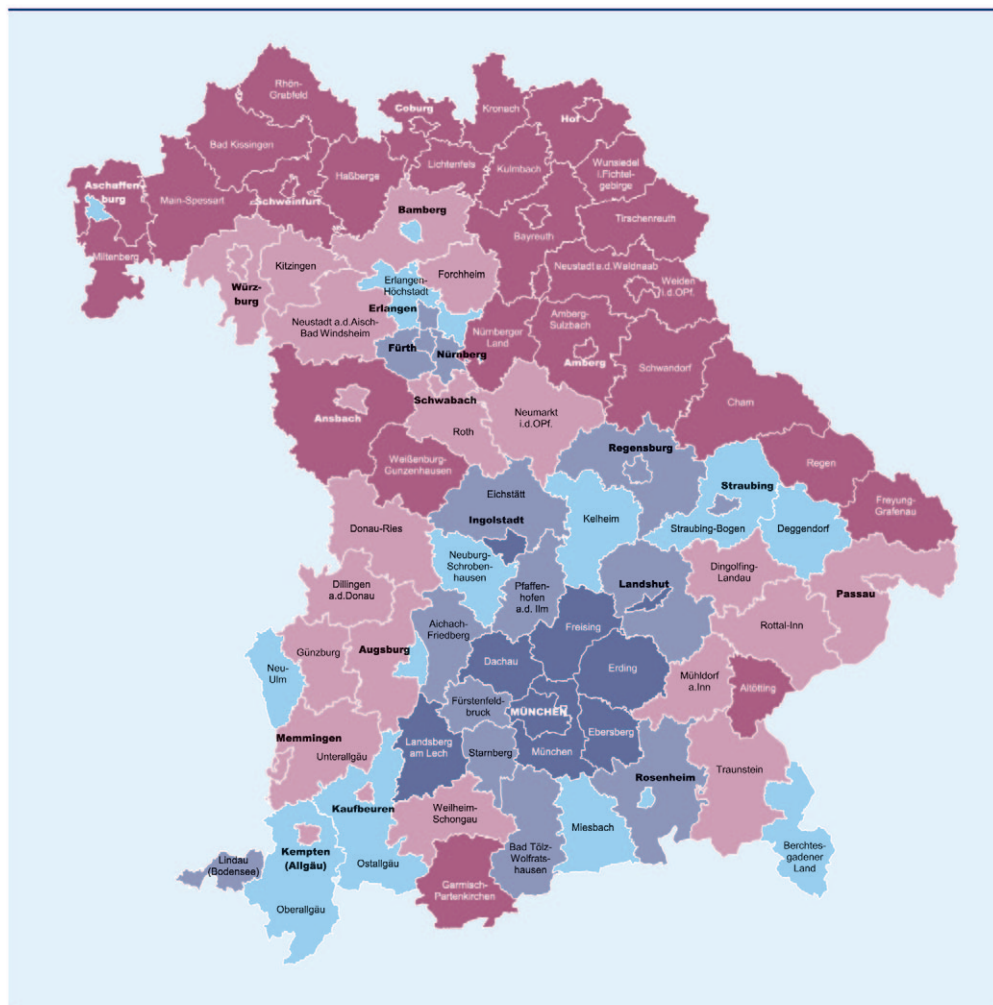 Rhön-
Grabfeld
Coburg
Kronach
Hof
Bad Kissingen
Lichtenfels
Kulmbach
Wunsiedel
i.Fichtel-
gebirge
Haßberge
Aschaffen
burg
Main-Spessart
Schweinfurt
Bamberg
Tirschenreuth
Bayreuth
Miltenberg
Kitzingen
Forchheim
Neustadt a.d.Waldnaab
Erlangen-
Höchstadt
Weiden
i.d.OPf.
Würz-
burg
Erlangen
Neustadt a.d.Aisch-
Bad Windsheim
Amberg-
Sulzbach
Nürnberger
Land
Fürth
Nürnberg
Amberg
Schwandorf
Schwabach
Neumarkt
i.d.OPf.
Cham
Ansbach
Roth
Regensburg
Weißenburg-
Gunzenhausen
Regen
Straubing
Eichstätt
Freyung-
Grafenau
Ingolstadt
Kelheim
Straubing-Bogen
Deggendorf
Donau-Ries
Neuburg-
Schroben-
hausen
Dingolfing-
Landau
Pfaffen-
hofen
a.d. Ilm
Landshut
Passau
Dillingen
a.d.Donau
Aichach-
Friedberg
Freising
Rottal-Inn
Günzburg
Augsburg
Neu-
Ulm
Dachau
Erding
Mühldorf
a.Inn
Altötting
Fürstenfeld-
bruck
MÜNCHEN
Memmingen
Unterallgäu
Landsberg
am Lech
Starnberg
München
Ebersberg
Rosenheim
Traunstein
Kaufbeuren
Weilheim-
Schongau
Miesbach
Kempten
(Allgäu)
Ostallgäu
Bad Tölz-
Wolfrats-
hausen
Berchtes-
gadener
Land
Lindau
(Bodensee)
Garmisch-
Partenkirchen
Oberallgäu